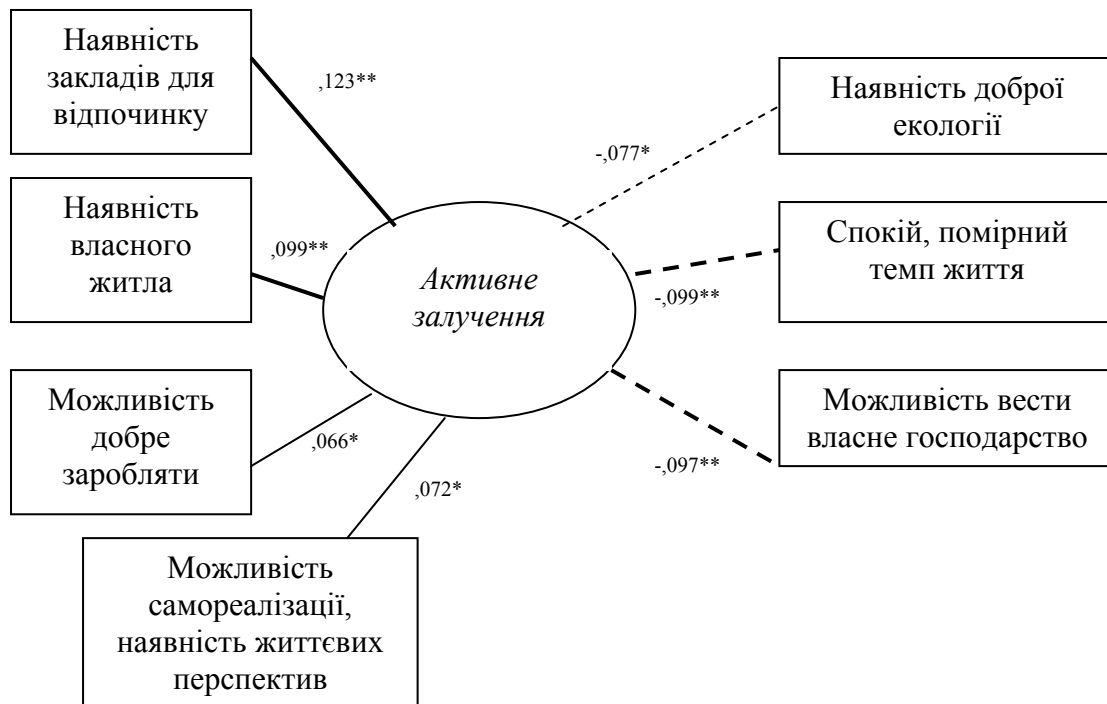 Наявність
закладів для
відпочинку
,123**
Наявність
власного
житла
,099**
Можливість
добре
заробляти
,066*
Можливість
самореалізації,
наявність життєвих
перспектив
,072*
Активне
залучення
Наявність доброї
екології
-,077*
Спокій, помірний
темп життя
-,099**
Можливість вести
власне господарство
-,097**